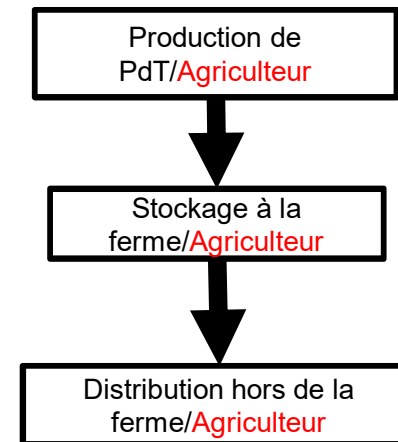 Production de
PdT/Agriculteur
Stockage à la
ferme/Agriculteur
Distribution hors de la
ferme/Agriculteur